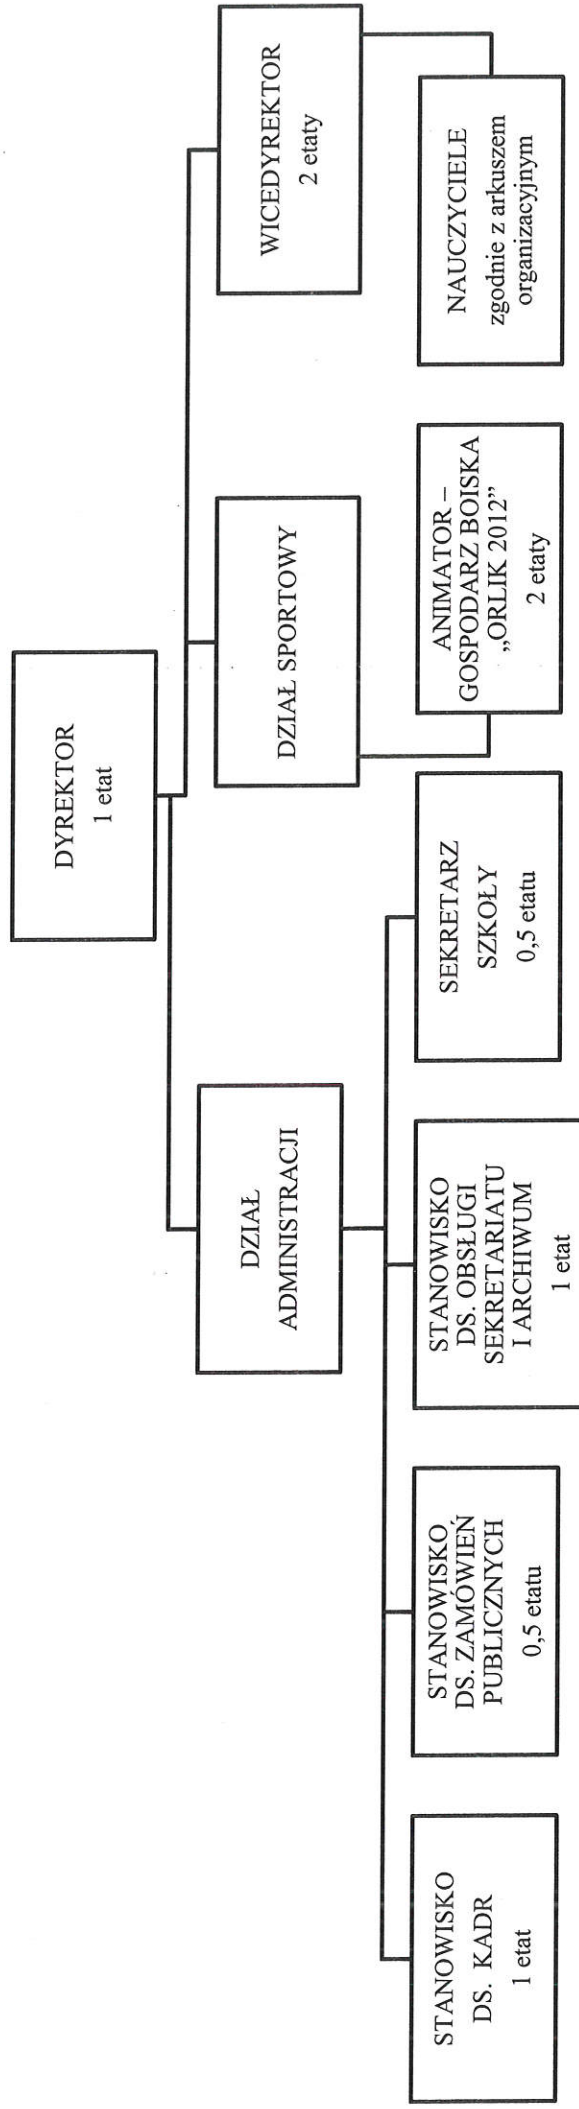 DYREKTOR
1 etat
DZIAŁ
ADMINISTRACJI
DZIAŁ SPORTOWY
WICEDYREKTOR
2 etaty
STANOWISKO
DS. KADR
1 etat
STANOWISKO
DS. ZAMÓWIEŃ
PUBLICZNYCH
0,5 etatu
STANOWISKO
DS. OBSŁUGI
SEKRETARIATU
I ARCHIWUM
1 etat
SEKRETARZ
SZKOŁY
0,5 etatu
ANIMATOR –
GOSPODARZ BOISKA
„ORLIK 2012”
2 etaty
NAUCZYCIELE
zgodnie z arkuszem
organizacyjnym